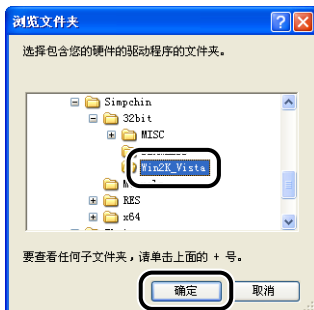 浏览文件夹
选择包含您的硬件的驱动程序的文件夹。
Simpchin
32bit
MISC
Win2K_Vista
RES
x64
要查看任何子文件夹，请单击上面的 + 号。
确定
取消